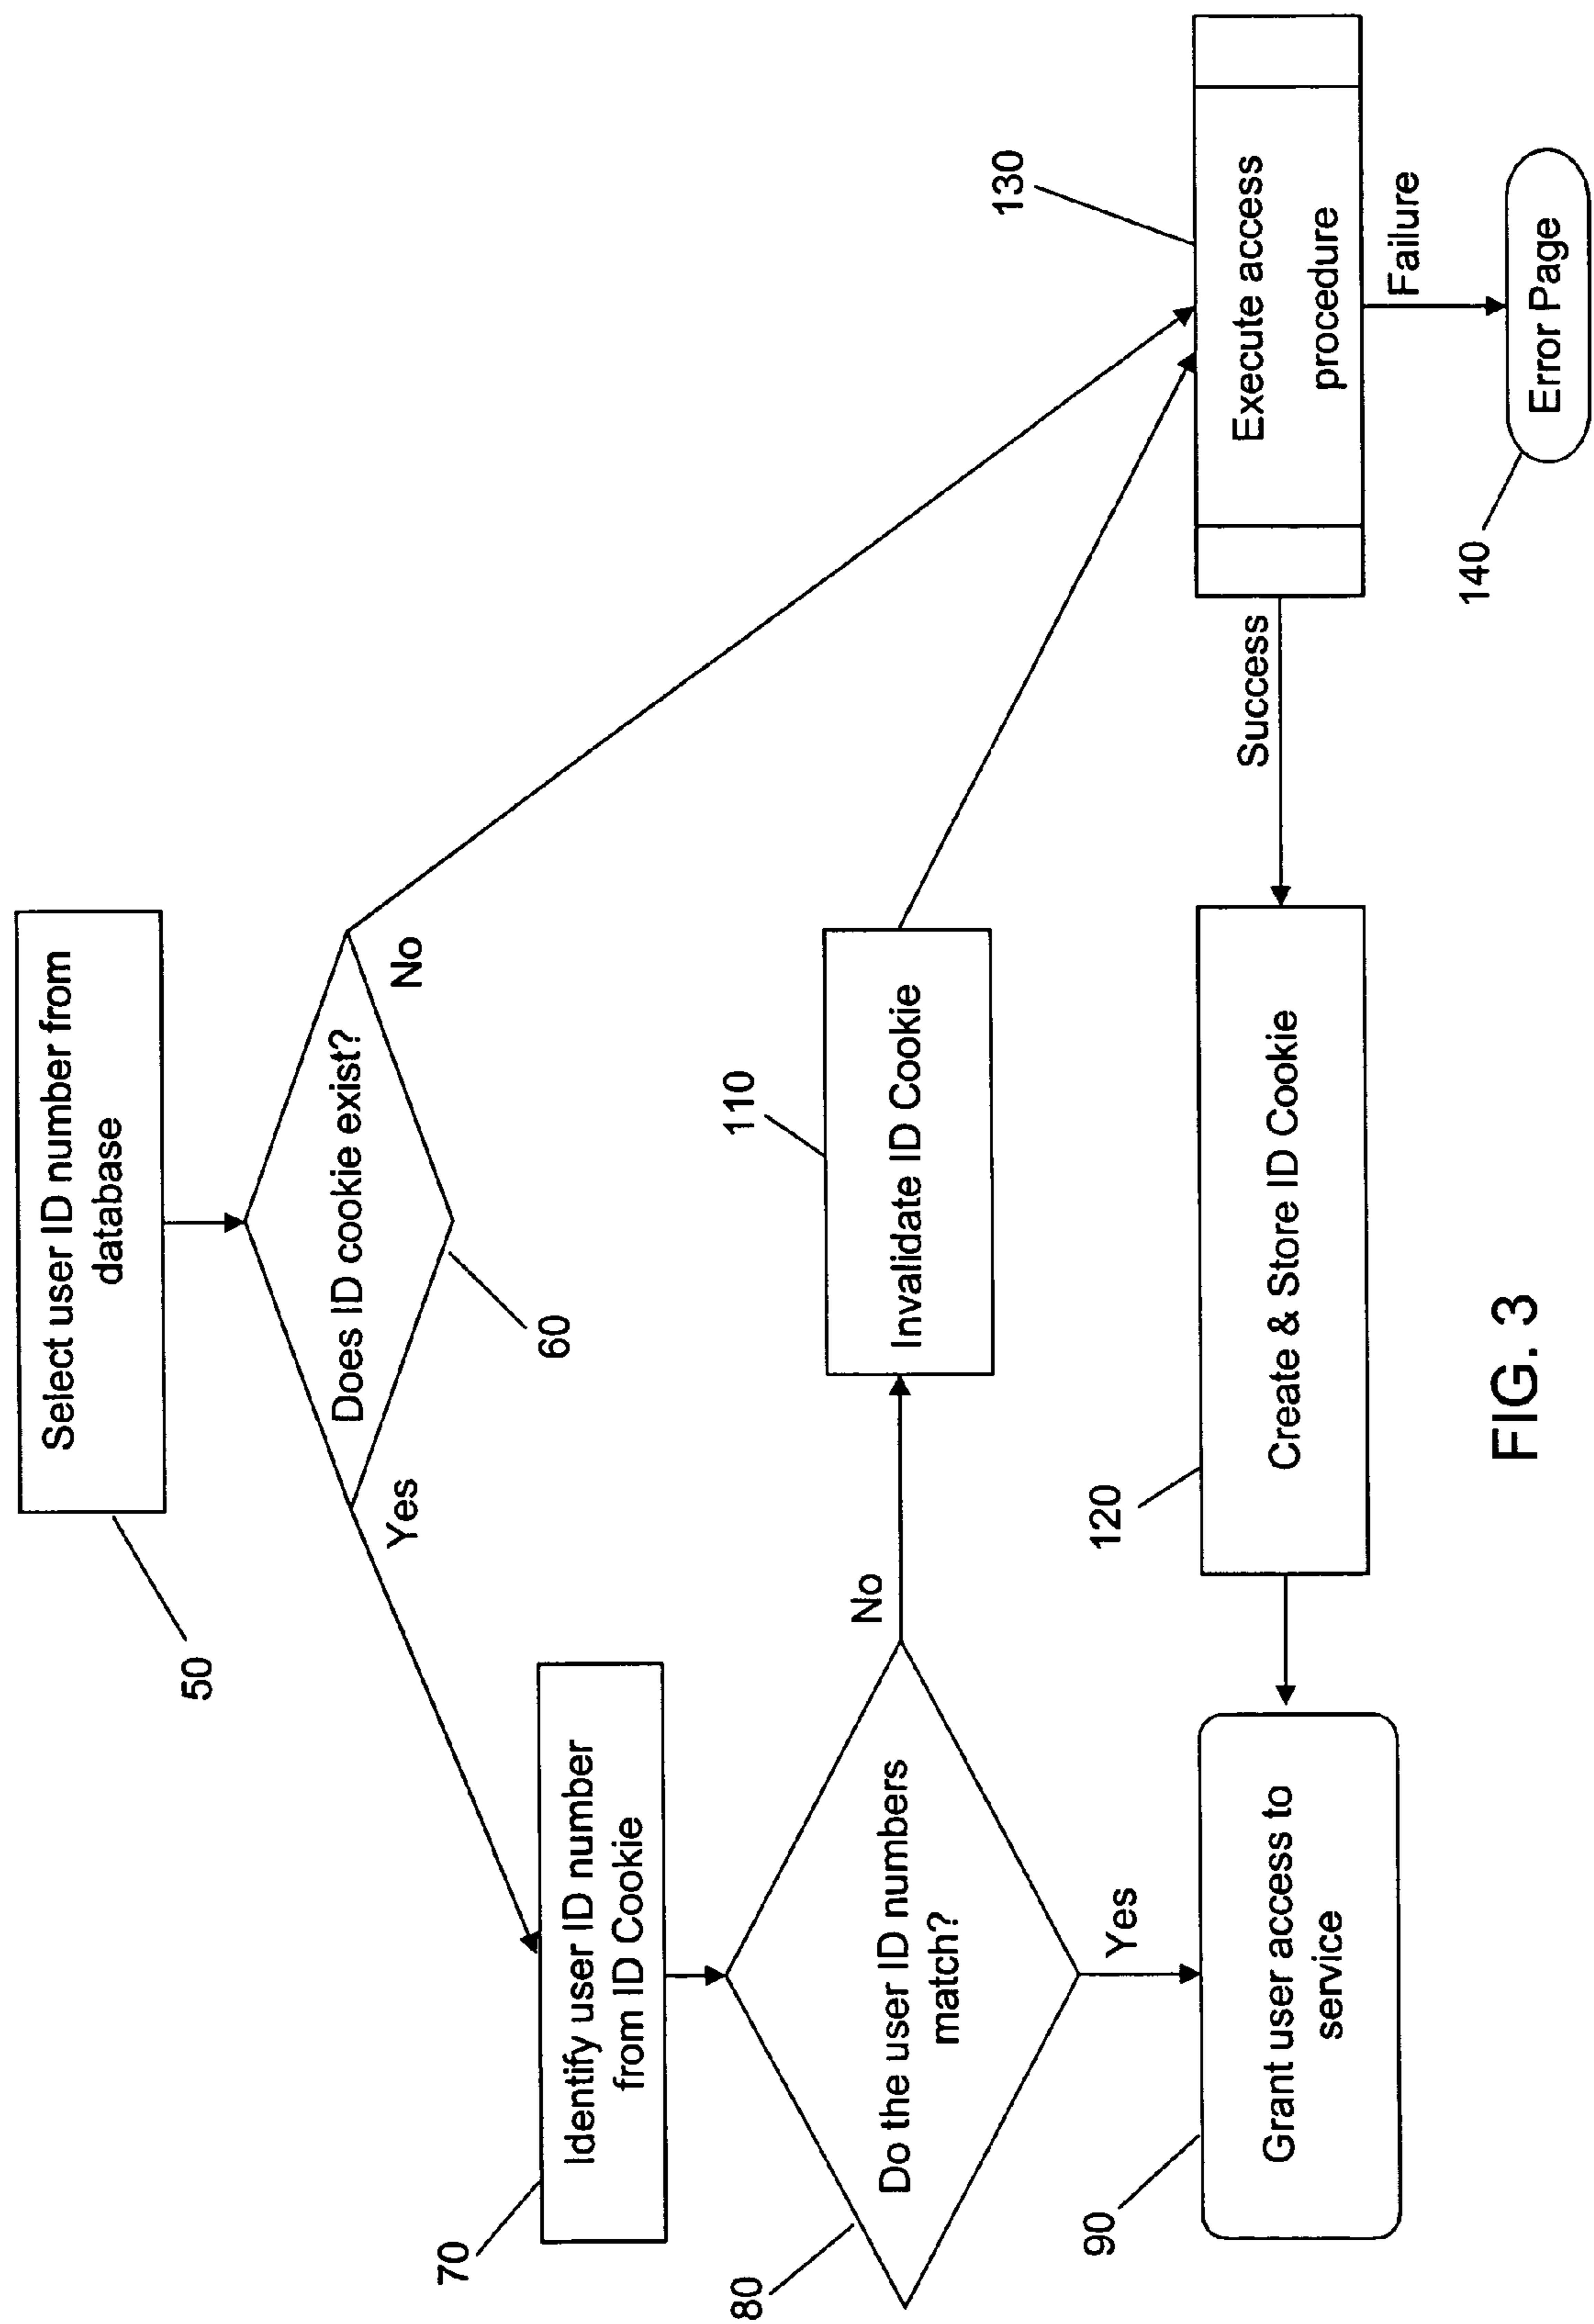 Select user ID number from
database
50
Does ID cookie exist?
60
Yes
No
70
Identify user ID number
from ID Cookie
80
Do the user ID numbers
match?
No
Yes
110
Invalidate ID Cookie
130
Execute access
procedure
Success
Failure
120
Create & Store ID Cookie
90
Grant user access to
service
140
Error Page
FIG. 3